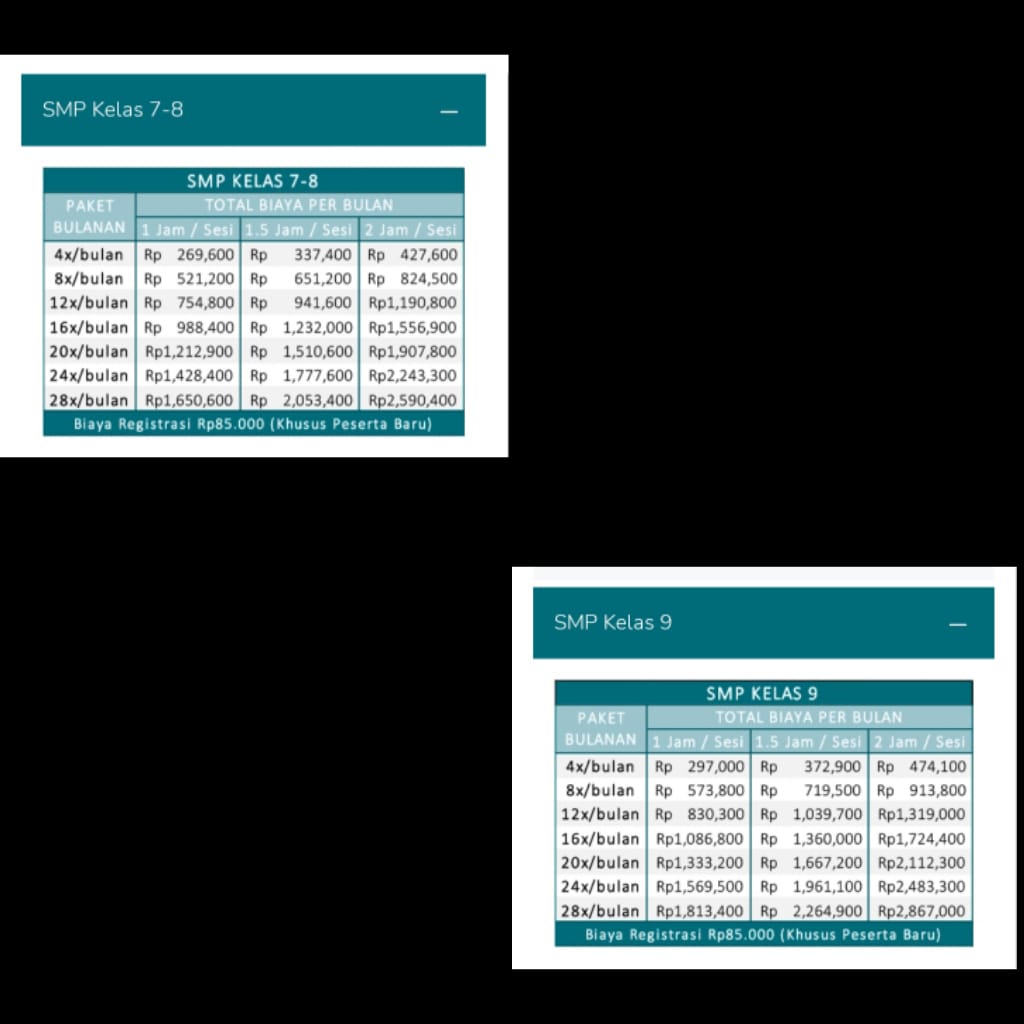 SMP Kelas 7-8 —
SMP KELAS 7-8
PAKET BULANAN TOTAL BIAYA PER BULAN
1 Jam / Sesi 1.5 Jam / Sesi 2 Jam / Sesi
4x/bulan Rp 269,600 Rp 337,400 Rp 427,600
8x/bulan Rp 521,200 Rp 651,200 Rp 824,500
12x/bulan Rp 754,800 Rp 941,600 Rp1,190,800
16x/bulan Rp 988,400 Rp 1,232,000 Rp1,556,900
20x/bulan Rp1,212,900 Rp 1,510,600 Rp1,907,800
24x/bulan Rp1,428,400 Rp 1,777,600 Rp2,243,300
28x/bulan Rp1,650,600 Rp 2,053,400 Rp2,590,400
Biaya Registrasi Rp85.000 (Khusus Peserta Baru)
SMP Kelas 9 —
SMP KELAS 9
PAKET BULANAN TOTAL BIAYA PER BULAN
1 Jam / Sesi 1.5 Jam / Sesi 2 Jam / Sesi
4x/bulan Rp 297,000 Rp 372,900 Rp 474,100
8x/bulan Rp 573,800 Rp 719,500 Rp 913,800
12x/bulan Rp 830,300 Rp 1,039,700 Rp1,319,000
16x/bulan Rp1,086,800 Rp 1,360,000 Rp1,724,400
20x/bulan Rp1,333,200 Rp 1,667,200 Rp2,112,300
24x/bulan Rp1,569,500 Rp 1,961,100 Rp2,483,300
28x/bulan Rp1,813,400 Rp 2,264,900 Rp2,867,000
Biaya Registrasi Rp85.000 (Khusus Peserta Baru)